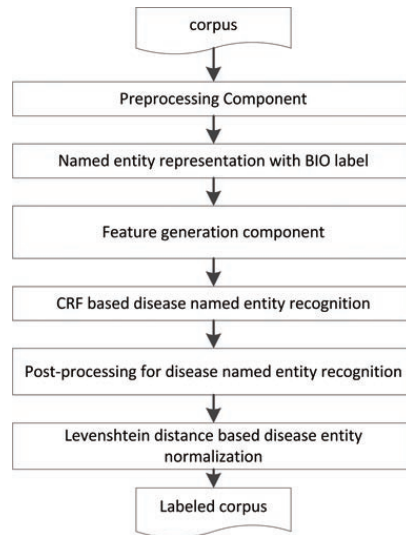 corpus
Preprocessing Component
Named entity representation with BIO label
Feature generation component
CRF based disease named entity recognition
Post-processing for disease named entity recognition
Levenshtein distance based disease entity
normalization
Labeled corpus